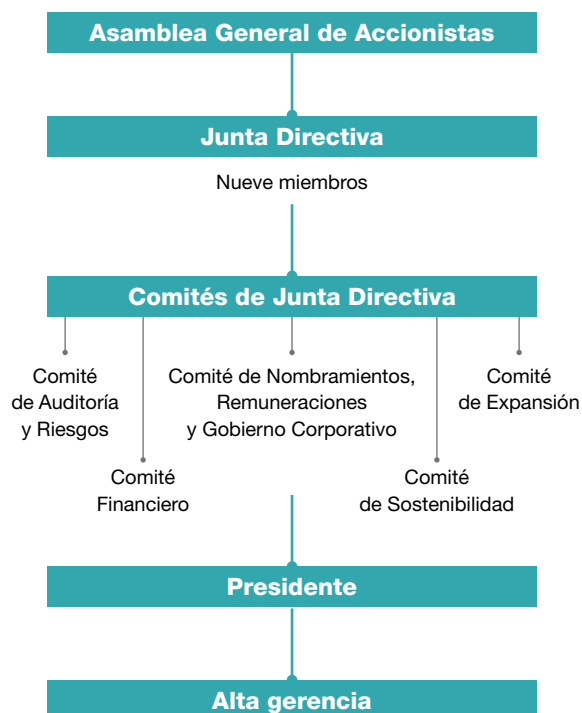 Asamblea General de Accionistas
Junta Directiva
Nueve miembros
Comités de Junta Directiva
Comité
de Auditoría
y Riesgos
Comité
Financiero
Comité de Nombramientos,
Remuneraciones
y Gobierno Corporativo
Comité
de Sostenibilidad
Comité
de Expansión
Presidente
Alta gerencia